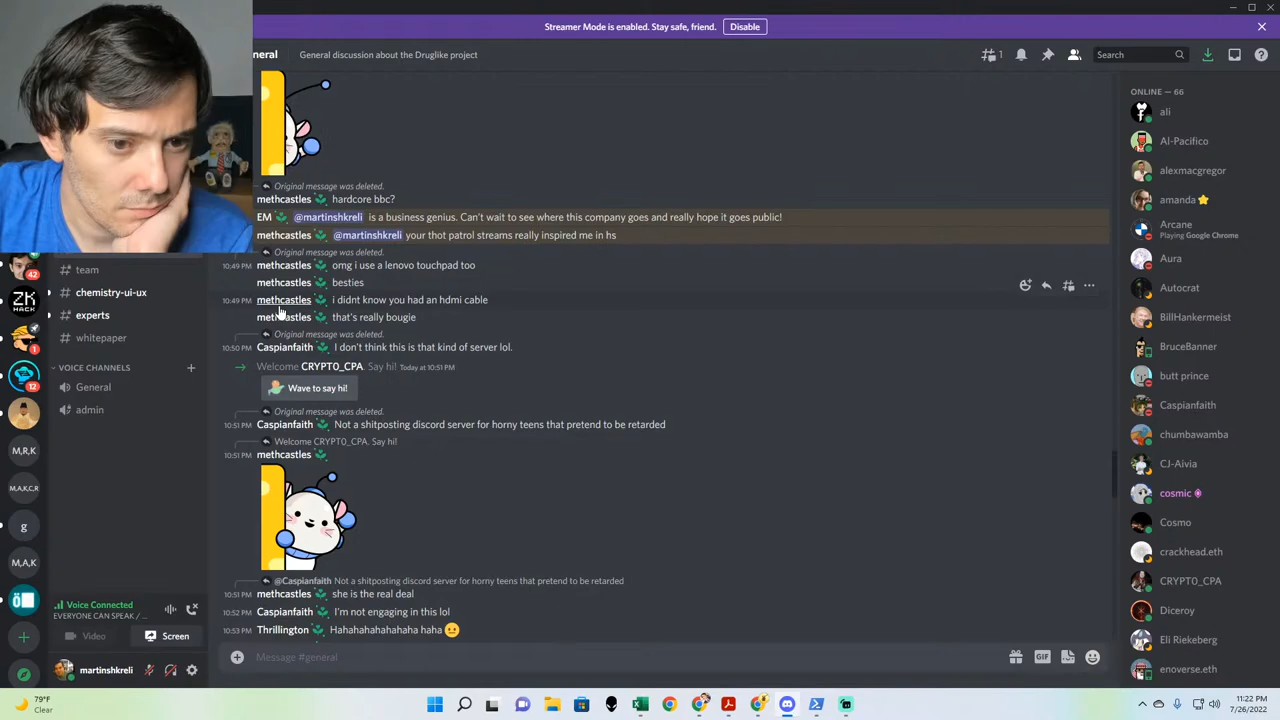 Streamer Mode is enabled. Stay safe, friend. Disable
neral General discussion about the Druglike project 1 Search
Original message was deleted.
methcastles hardcore bbc?
EM @martinshkreli is a business genius. Can't wait to see where this company goes and really hope it goes public!
methcastles @martinshkreli your thot patrol streams really inspired me in hs
Original message was deleted.
10:49 PM methcastles omg i use a lenovo touchpad too
methcastles besties
10:49 PM methcastles i didnt know you had an hdmi cable
methcastles that's really bougie
Original message was deleted.
10:50 PM Caspianfaith I don't think this is that kind of server lol.
Welcome CRYPT0_CPA. Say hi! Today at 10:51 PM
Wave to say hi!
Original message was deleted.
10:51 PM Caspianfaith Not a shitposting discord server for horny teens that pretend to be retarded
Welcome CRYPT0_CPA. Say hi!
10:51 PM methcastles
@Caspianfaith Not a shitposting discord server for horny teens that pretend to be retarded
10:51 PM methcastles she is the real deal
10:52 PM Caspianfaith I'm not engaging in this lol
10:53 PM Thrillington Hahahahahahaha haha 😐
Message #general
GIF
42
ZK
HACK
1
12
M,R,K
M,A,K,C,R
g
M,A,K
# team
# chemistry-ui-ux
# experts
# whitepaper
VOICE CHANNELS
General
admin
Voice Connected
EVERYONE CAN SPEAK / ...
Video Screen
martinshkreli
ONLINE — 66
ali
Al-Pacifico
alexmacgregor
amanda ⭐
Arcane
Playing Google Chrome
Aura
Autocrat
BillHankermeist
BruceBanner
butt prince
Caspianfaith
chumbawamba
CJ-Aivia
cosmic
Cosmo
crackhead.eth
CRYPT0_CPA
Diceroy
Eli Riekeberg
enoverse.eth
79°F
Clear
11:22 PM
7/26/2022